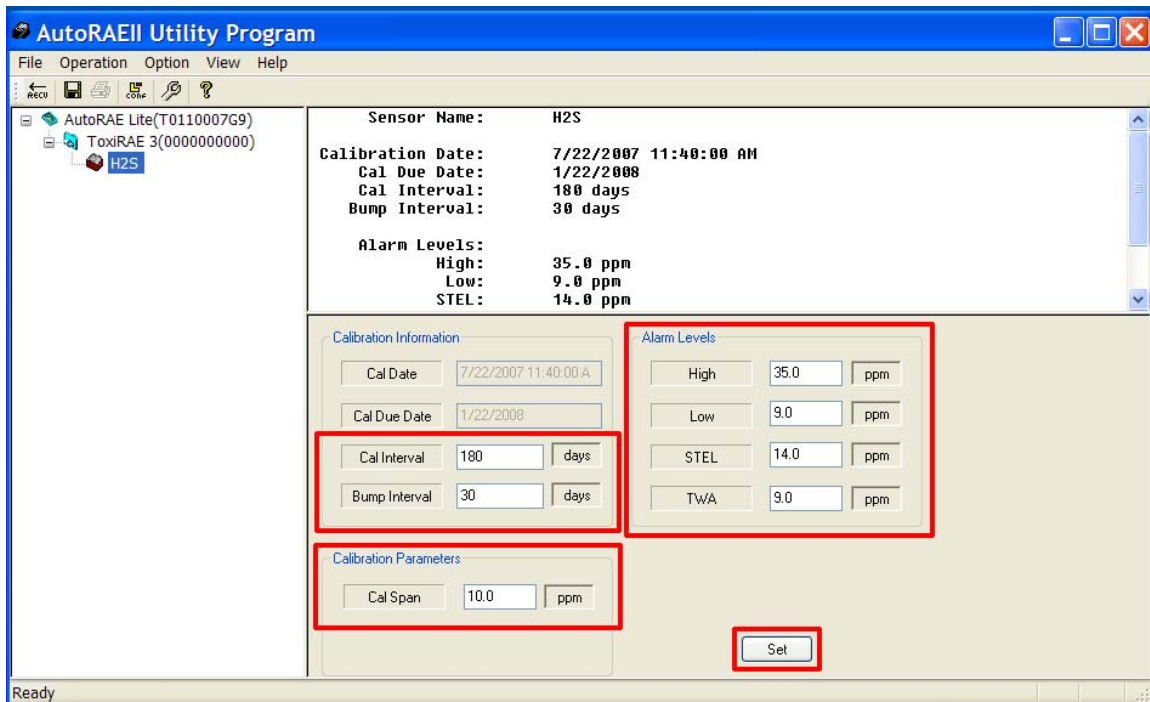 AutoRAEII Utility Program
File Operation Option View Help
RECV CONF
AutoRAE Lite(T0110007G9)
ToxiRAE 3(0000000000)
H2S
Sensor Name: H2S
Calibration Date: 7/22/2007 11:40:00 AM
Cal Due Date: 1/22/2008
Cal Interval: 180 days
Bump Interval: 30 days
Alarm Levels:
High: 35.0 ppm
Low: 9.0 ppm
STEL: 14.0 ppm
Calibration Information
Cal Date 7/22/2007 11:40:00 A
Cal Due Date 1/22/2008
Cal Interval 180 days
Bump Interval 30 days
Alarm Levels
High 35.0 ppm
Low 9.0 ppm
STEL 14.0 ppm
TWA 9.0 ppm
Calibration Parameters
Cal Span 10.0 ppm
Set
Ready